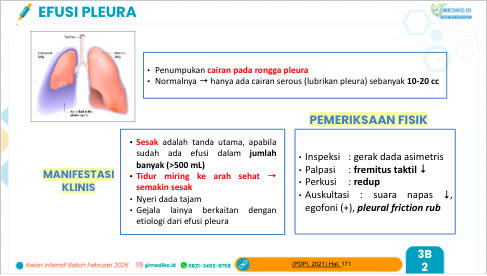 EFUSI PLEURA
MEDIKO.ID
• Penumpukan cairan pada rongga pleura
• Normalnya → hanya ada cairan serous (lubrikan pleura) sebanyak 10-20 cc
MANIFESTASI
KLINIS
• Sesak adalah tanda utama, apabila
sudah ada efusi dalam jumlah
banyak (>500 mL)
• Tidur miring ke arah sehat →
semakin sesak
• Nyeri dada tajam
• Gejala lainya berkaitan dengan
etiologi dari efusi pleura
PEMERIKSAAN FISIK
• Inspeksi : gerak dada asimetris
• Palpasi : fremitus taktil ↓
• Perkusi : redup
• Auskultasi : suara napas ↓,
egofoni (+), pleural friction rub
Kelan Intensif Batch Februari 2026
@mediko.id
0821-3403-8758
(PDPI, 2021) Hal. 171
3B
2